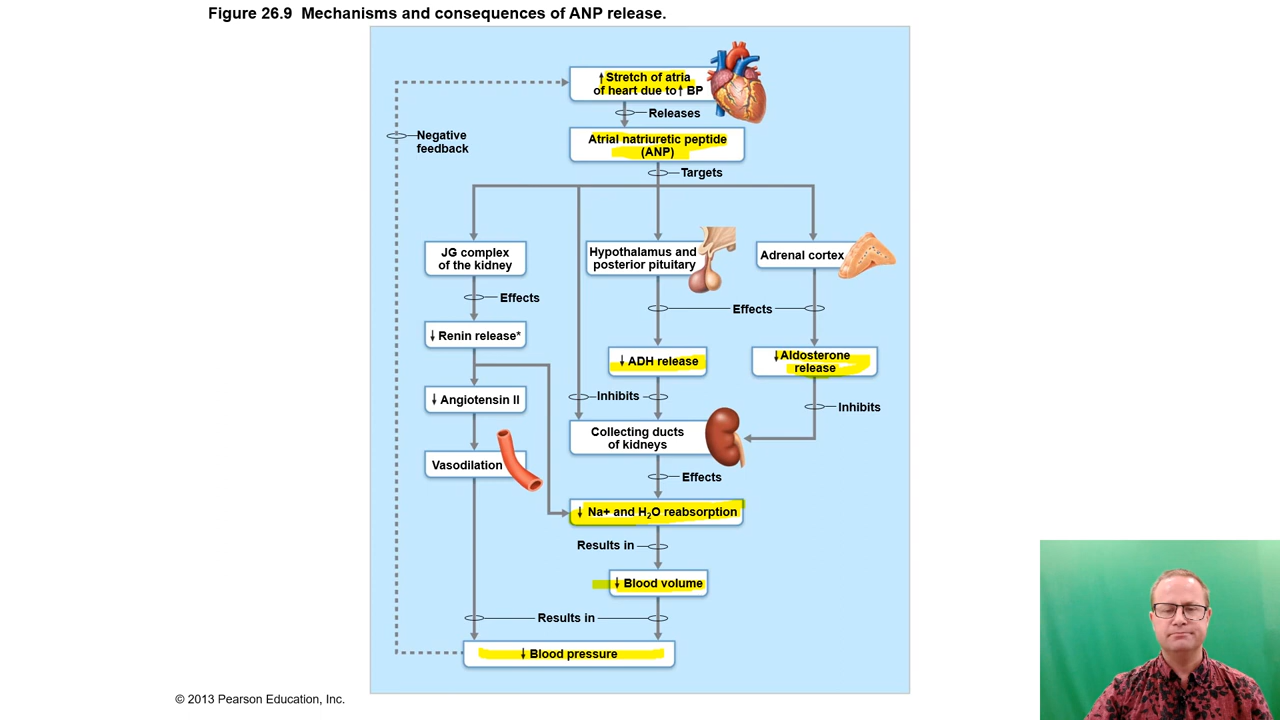 Figure 26.9 Mechanisms and consequences of ANP release.
↑ Stretch of atria
of heart due to ↑ BP
Releases
Negative
feedback
Atrial natriuretic peptide
(ANP)
Targets
JG complex
of the kidney
Hypothalamus and
posterior pituitary
Adrenal cortex
Effects
Effects
↓ Renin release*
↓ ADH release
↓ Aldosterone
release
↓ Angiotensin II
Inhibits
Inhibits
Collecting ducts
of kidneys
Vasodilation
Effects
↓ Na+ and H₂O reabsorption
Results in
↓ Blood volume
Results in
↓ Blood pressure
© 2013 Pearson Education, Inc.